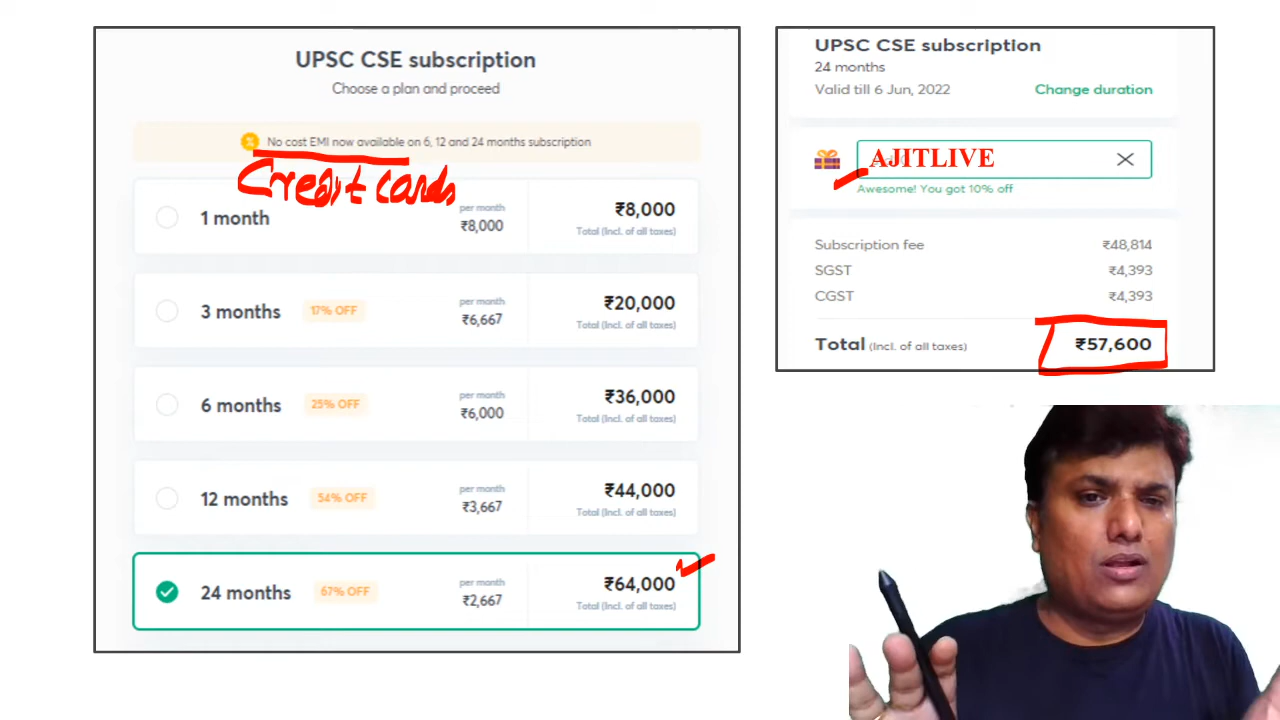 UPSC CSE subscription
Choose a plan and proceed
No cost EMI now available on 6, 12 and 24 months subscription
Credit cards
1 month
per month
₹8,000
₹8,000
Total (Incl. of all taxes)
3 months
17% OFF
per month
₹6,667
₹20,000
Total (Incl. of all taxes)
6 months
25% OFF
per month
₹6,000
₹36,000
Total (Incl. of all taxes)
12 months
54% OFF
per month
₹3,667
₹44,000
Total (Incl. of all taxes)
24 months
67% OFF
per month
₹2,667
₹64,000
Total (Incl. of all taxes)
UPSC CSE subscription
24 months
Valid till 6 Jun, 2022
Change duration
AJITLIVE
Awesome! You got 10% off
Subscription fee ₹48,814
SGST ₹4,393
CGST ₹4,393
Total (Incl. of all taxes) ₹57,600